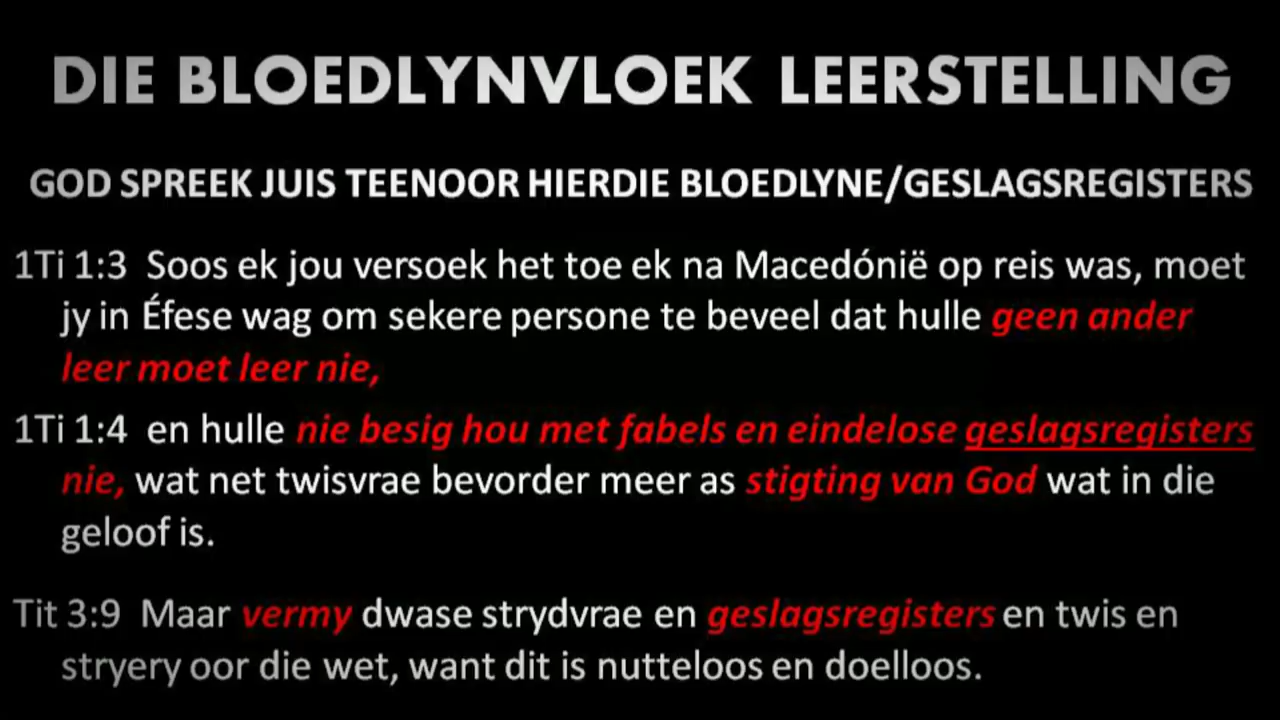 DIE BLOEDLYNVLOEK LEERSTELLING
GOD SPREEK JUIS TEENOOR HIERDIE BLOEDLYNE/GESLAGSREGISTERS
1Ti 1:3 Soos ek jou versoek het toe ek na Macedónië op reis was, moet
jy in Éfese wag om sekere persone te beveel dat hulle geen ander
leer moet leer nie,
1Ti 1:4 en hulle nie besig hou met fabels en eindelose geslagsregisters
nie, wat net twisvrae bevorder meer as stigting van God wat in die
geloof is.
Tit 3:9 Maar vermy dwase strydvrae en geslagsregisters en twis en
stryery oor die wet, want dit is nutteloos en doelloos.